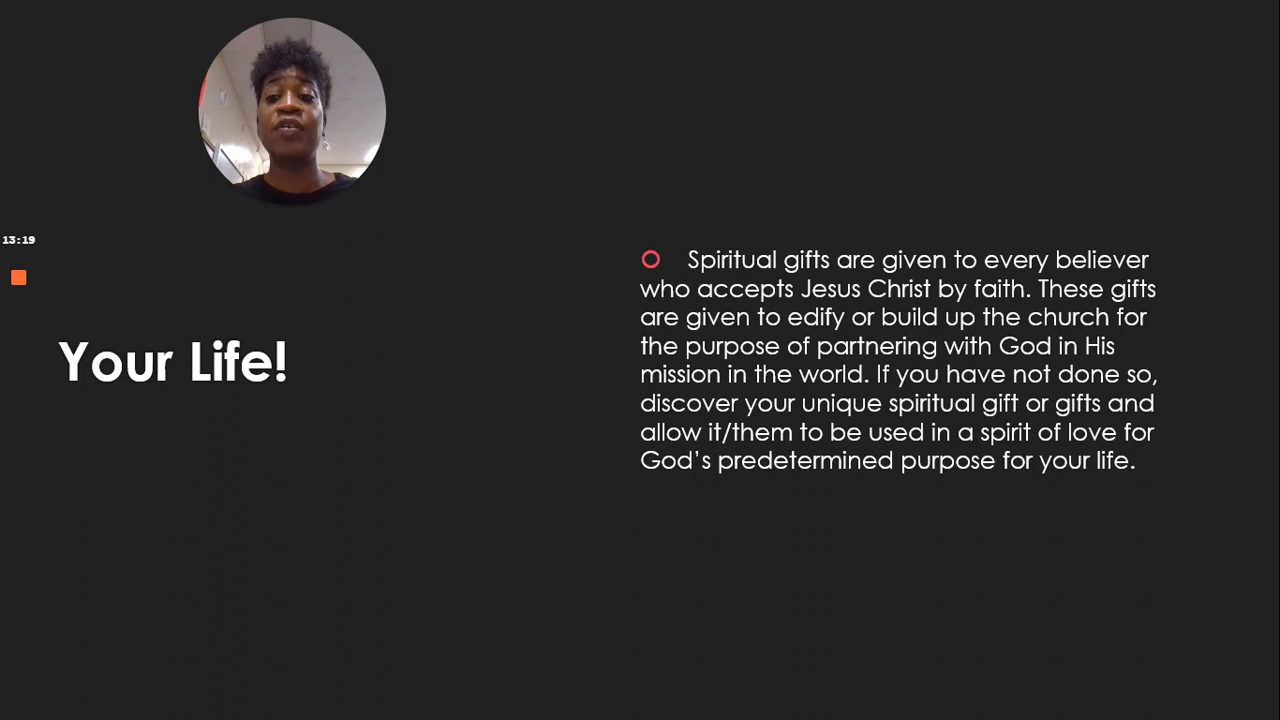 13:19
Your Life!
Spiritual gifts are given to every believer
who accepts Jesus Christ by faith. These gifts
are given to edify or build up the church for
the purpose of partnering with God in His
mission in the world. If you have not done so,
discover your unique spiritual gift or gifts and
allow it/them to be used in a spirit of love for
God’s predetermined purpose for your life.